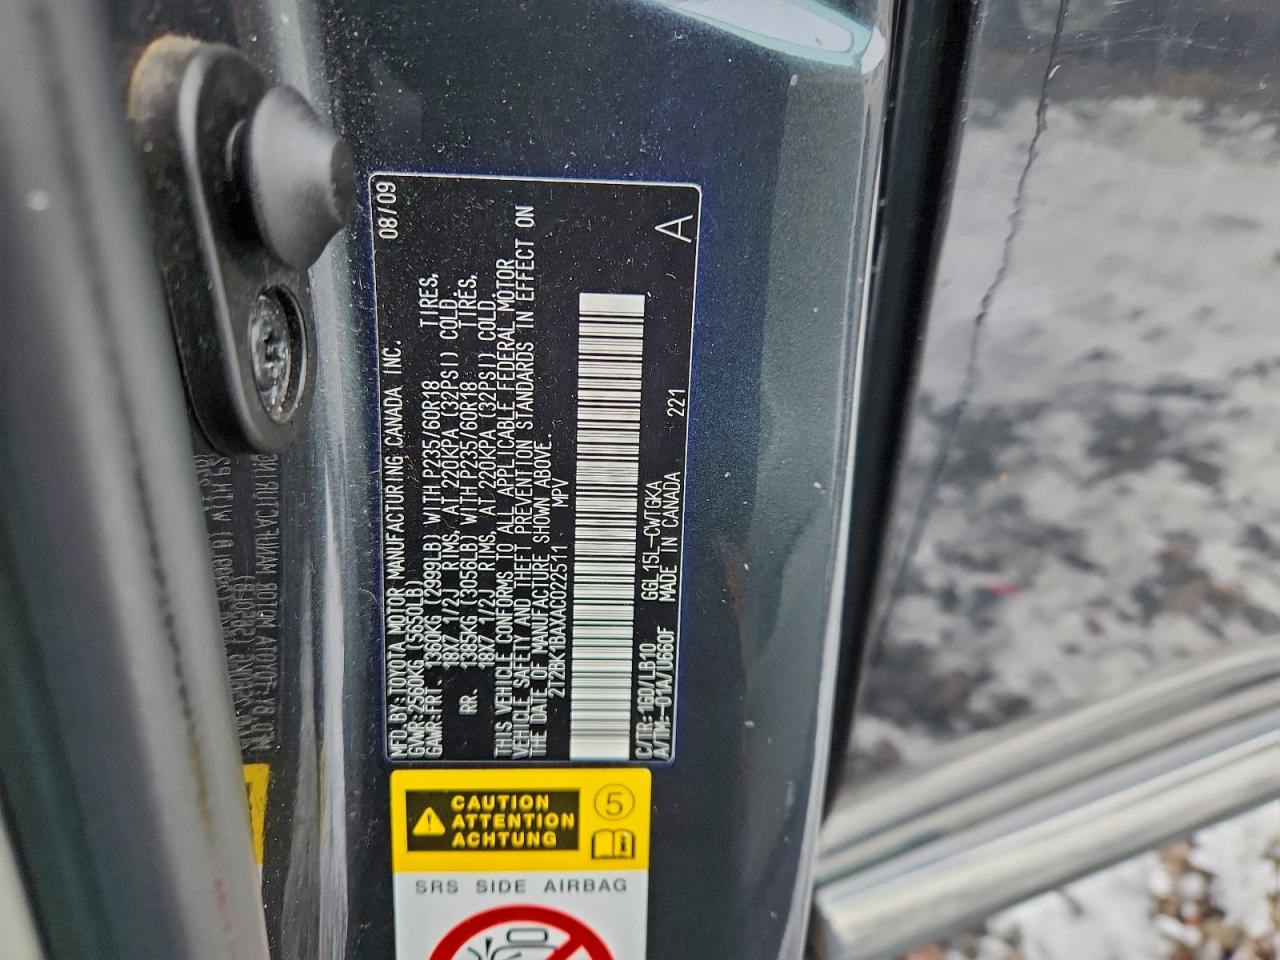 MFD.BY:TOYOTA MOTOR MANUFACTURING CANADA INC. 08/09
GVWR:2560KG (5650LB)
GAWR:FRT. 1360KG (2999LB) WITH P235/60R18 TIRES,
18X7 1/2J RIMS, AT 220KPA (32PSI) COLD.
RR. 1385KG (3056LB) WITH P235/60R18 TIRES,
18X7 1/2J RIMS, AT 220KPA (32PSI) COLD.
THIS VEHICLE CONFORMS TO ALL APPLICABLE FEDERAL MOTOR
VEHICLE SAFETY AND THEFT PREVENTION STANDARDS IN EFFECT ON
THE DATE OF MANUFACTURE SHOWN ABOVE.
2T2BK1BAXAC022511 MPV
C/TR:1G0/LB10 GGL15L-CWTGKA 221
A/TM:-01A/U660F MADE IN CANADA A
CAUTION
ATTENTION
ACHTUNG
5
SRS SIDE AIRBAG